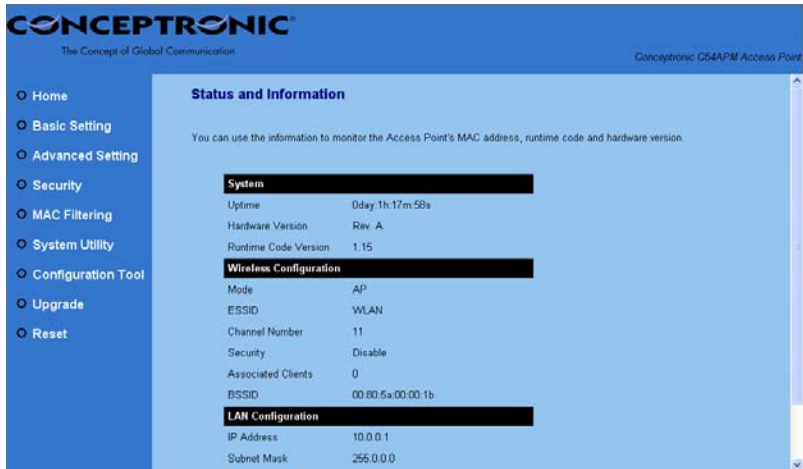 CONCEPTRONIC
The Concept of Global Communication
Conceptronic C54APM Access Point
Home
Basic Setting
Advanced Setting
Security
MAC Filtering
System Utility
Configuration Tool
Upgrade
Reset
Status and Information
You can use the information to monitor the Access Point's MAC address, runtime code and hardware version.
System
Uptime 0day:1h:17m:58s
Hardware Version Rev. A
Runtime Code Version 1.15
Wireless Configuration
Mode AP
ESSID WLAN
Channel Number 11
Security Disable
Associated Clients 0
BSSID 00:80:5a:00:00:1b
LAN Configuration
IP Address 10.0.0.1
Subnet Mask 255.0.0.0